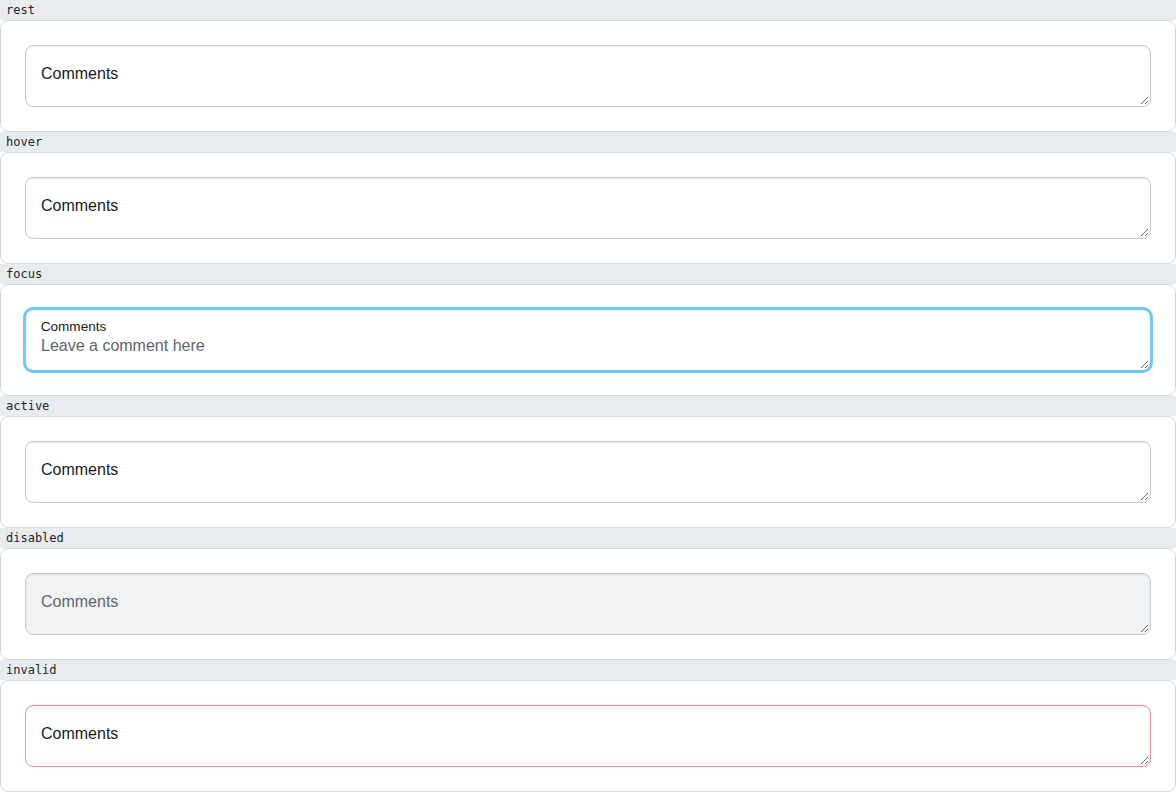 rest
Comments
hover
Comments
focus
Comments
Leave a comment here
active
Comments
disabled
Comments
invalid
Comments